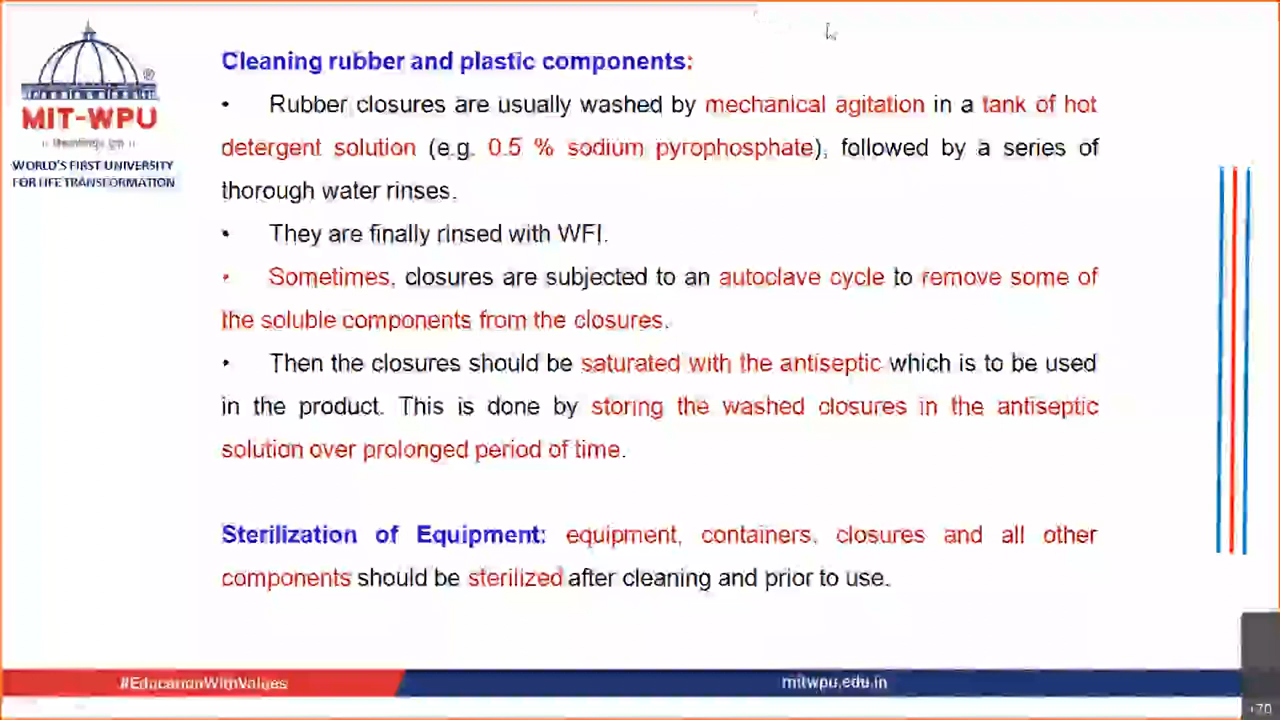 Cleaning rubber and plastic components:
• Rubber closures are usually washed by mechanical agitation in a tank of hot
detergent solution (e.g. 0.5 % sodium pyrophosphate), followed by a series of
thorough water rinses.
• They are finally rinsed with WFI.
• Sometimes, closures are subjected to an autoclave cycle to remove some of
the soluble components from the closures.
• Then the closures should be saturated with the antiseptic which is to be used
in the product. This is done by storing the washed closures in the antiseptic
solution over prolonged period of time.
Sterilization of Equipment: equipment, containers, closures and all other
components should be sterilized after cleaning and prior to use.
®
MIT-WPU
WORLD'S FIRST UNIVERSITY
FOR LIFE TRANSFORMATION
#EducationWithValues
mitwpu.edu.in